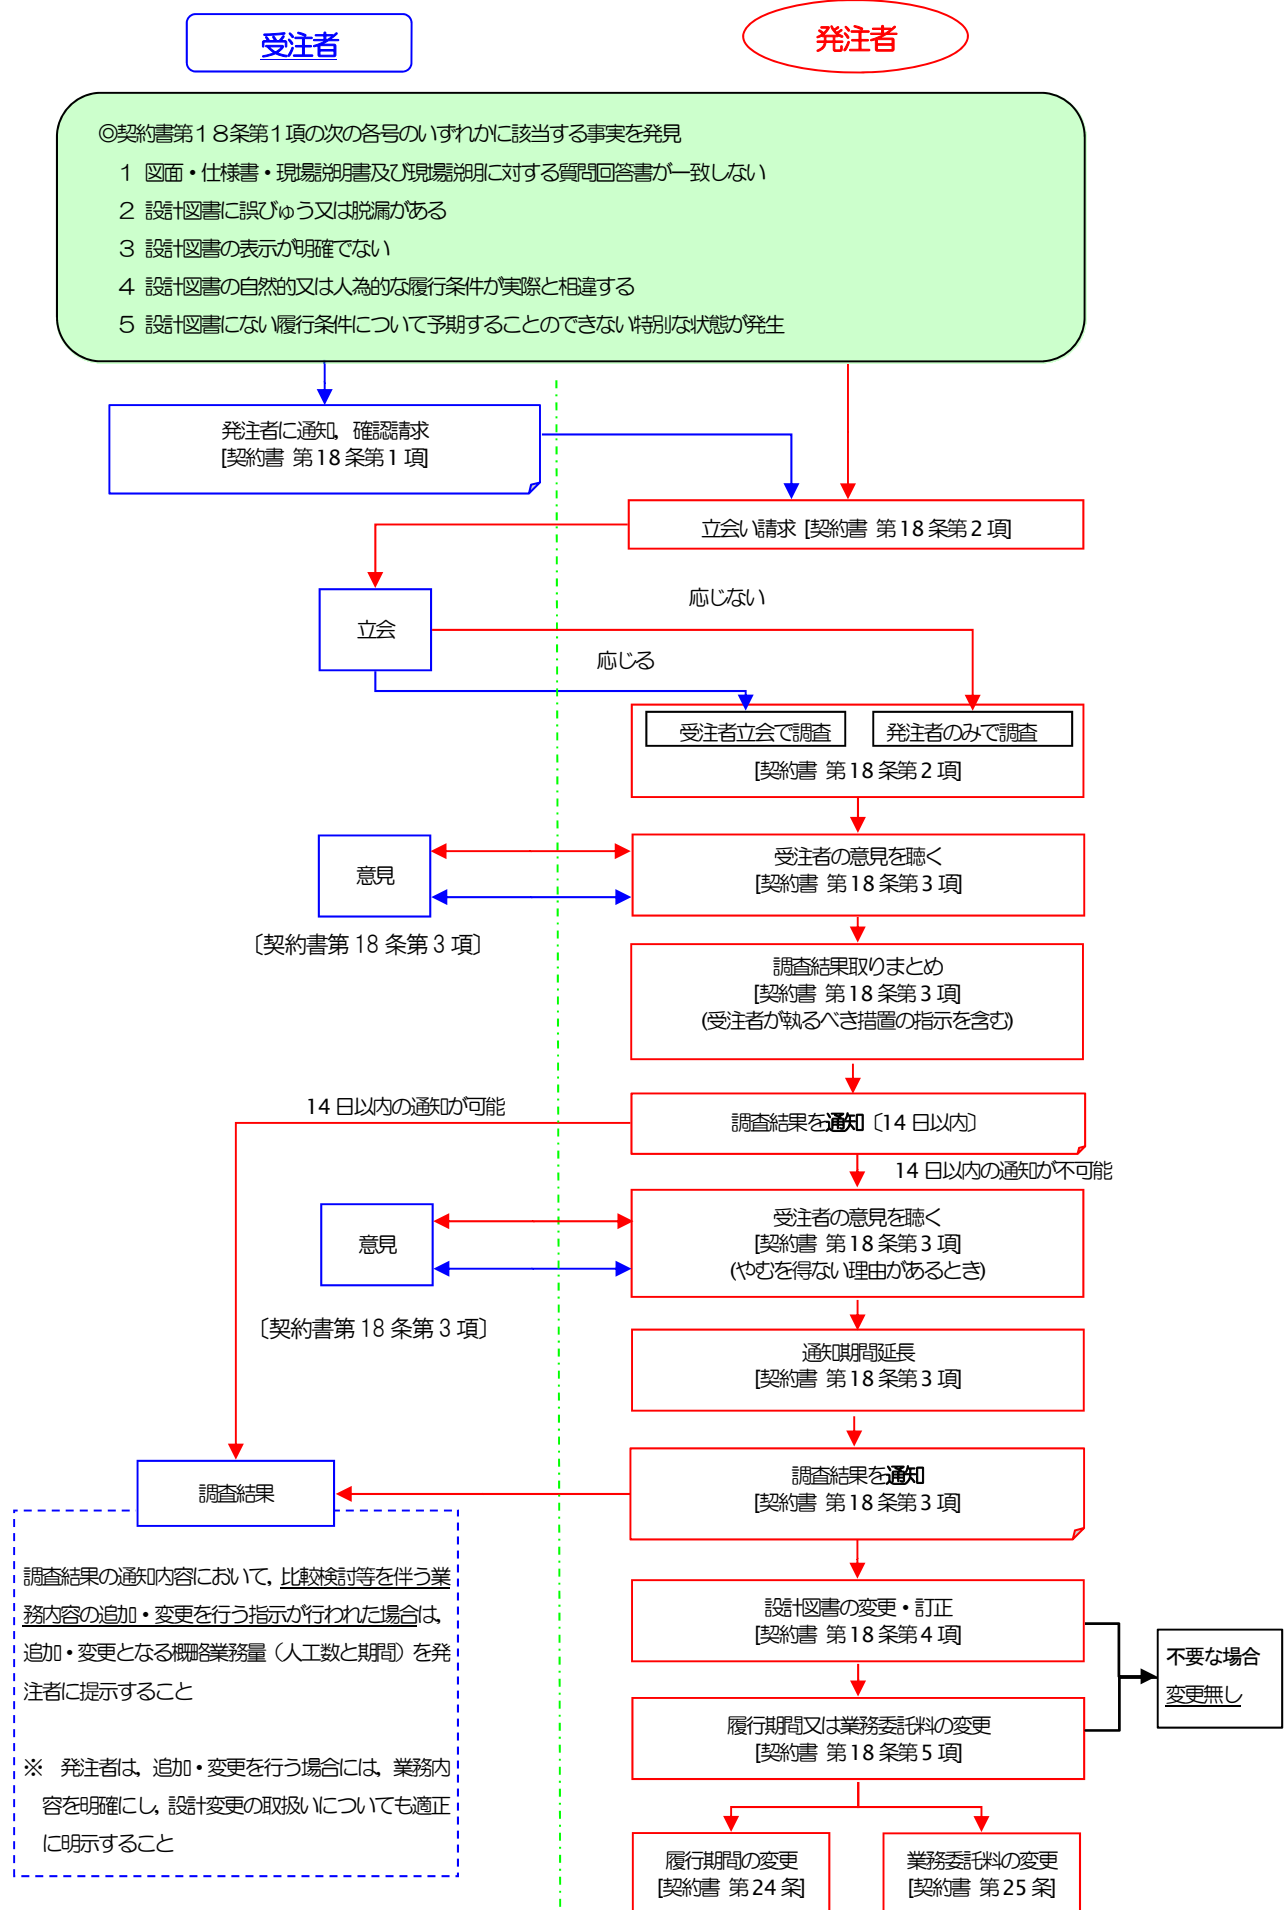 受注者
発注者
◎契約書第18条第1項の次の各号のいずれかに該当する事実を発見
1 図面・仕様書・現場説明書及び現場説明に対する質問回答書が一致しない
2 設計図書に誤びゅう又は脱漏がある
3 設計図書の表示が明確でない
4 設計図書の自然的又は人為的な履行条件が実際と相違する
5 設計図書にない履行条件について予期することのできない特別な状態が発生
発注者に通知，確認請求
[契約書 第18条第1項]
立会い請求 [契約書 第18条第2項]
立会
応じない
応じる
受注者立会で調査
発注者のみで調査
[契約書 第18条第2項]
意見
受注者の意見を聴く
[契約書 第18条第3項]
〔契約書第18条第3項〕
調査結果取りまとめ
[契約書 第18条第3項]
(受注者が執るべき措置の指示を含む)
14日以内の通知が可能
調査結果を通知〔14日以内〕
14日以内の通知が不可能
意見
受注者の意見を聴く
[契約書 第18条第3項]
(やむを得ない理由があるとき)
〔契約書第18条第3項〕
通知期間延長
[契約書 第18条第3項]
調査結果
調査結果を通知
[契約書 第18条第3項]
調査結果の通知内容において，比較検討等を伴う業
務内容の追加・変更を行う指示が行われた場合は，
追加・変更となる概略業務量（人工数と期間）を発
注者に提示すること
※ 発注者は，追加・変更を行う場合には，業務内
容を明確にし，設計変更の取扱いについても適正
に明示すること
設計図書の変更・訂正
[契約書 第18条第4項]
不要な場合
変更無し
履行期間又は業務委託料の変更
[契約書 第18条第5項]
履行期間の変更
[契約書 第24条]
業務委託料の変更
[契約書 第25条]